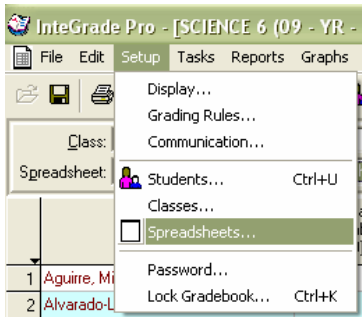 InteGrade Pro - [SCIENCE 6 (09 - YR -
File Edit Setup Tasks Reports Graphs
Display...
Grading Rules...
Communication...
Class:
Spreadsheet:
Students... Ctrl+U
Classes...
Spreadsheets...
Password...
Lock Gradebook... Ctrl+K
1 Aguirre, Mi
2 Alvarado-L